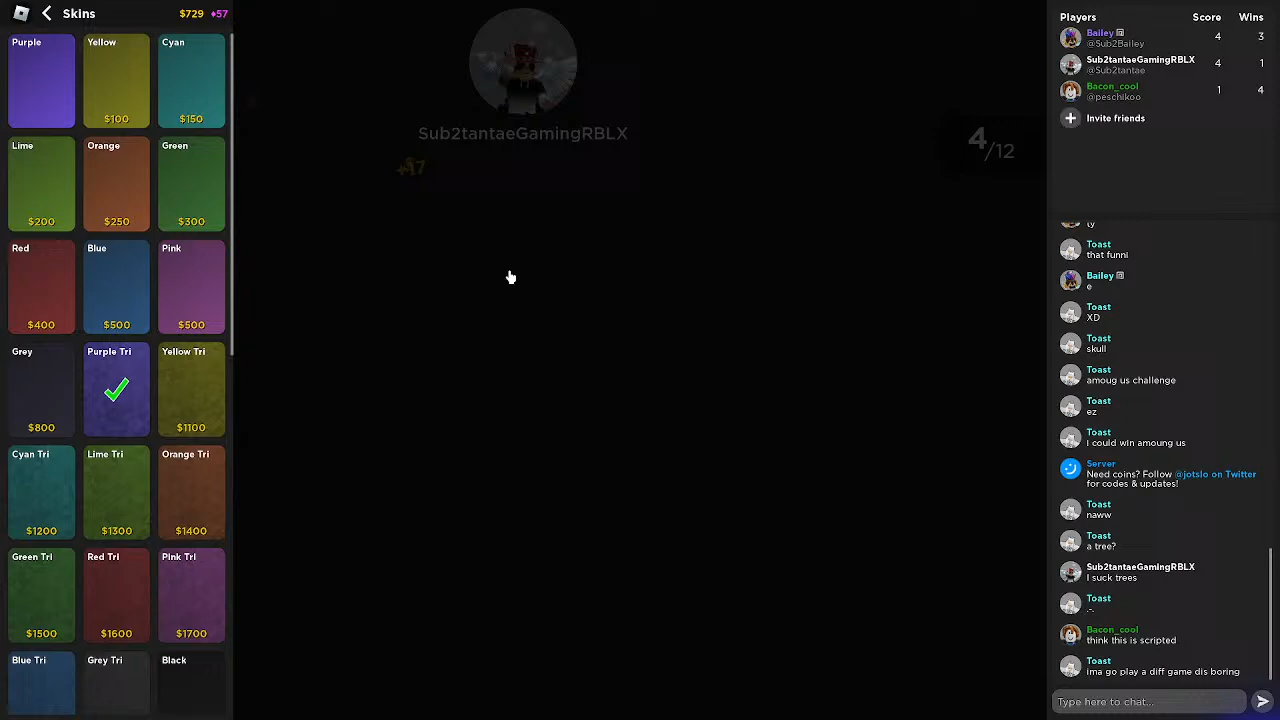 Skins
$729
57
Purple
Yellow
$100
Cyan
$150
Lime
$200
Orange
$250
Green
$300
Red
$400
Blue
$500
Pink
$500
Grey
$800
Purple Tri
Yellow Tri
$1100
Cyan Tri
$1200
Lime Tri
$1300
Orange Tri
$1400
Green Tri
$1500
Red Tri
$1600
Pink Tri
$1700
Blue Tri
Grey Tri
Black
Sub2tantaeGamingRBLX
4/12
Players Score Wins
Bailey 4 3
@Sub2Bailey
Sub2tantaeGamingRBLX 4 1
@Sub2tantae
Bacon_cool 1 4
@peschikoo
Invite friends
ty
Toast
that funni
Bailey
e
Toast
XD
Toast
skull
Toast
amoug us challenge
Toast
ez
Toast
I could win amoung us
Server
Need coins? Follow @jotslo on Twitter
for codes & updates!
Toast
naww
Toast
a tree?
Sub2tantaeGamingRBLX
I suck trees
Toast
-.-
Bacon_cool
think this is scripted
Toast
ima go play a diff game dis boring
Type here to chat...